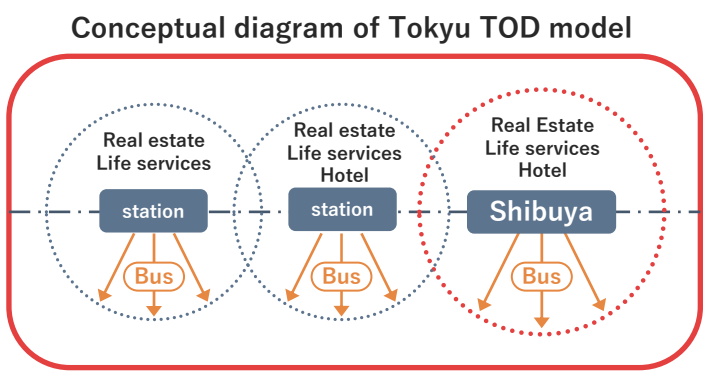 Conceptual diagram of Tokyu TOD model
Real estate
Life services
station
Bus
Real estate
Life services
Hotel
station
Bus
Real Estate
Life services
Hotel
Shibuya
Bus